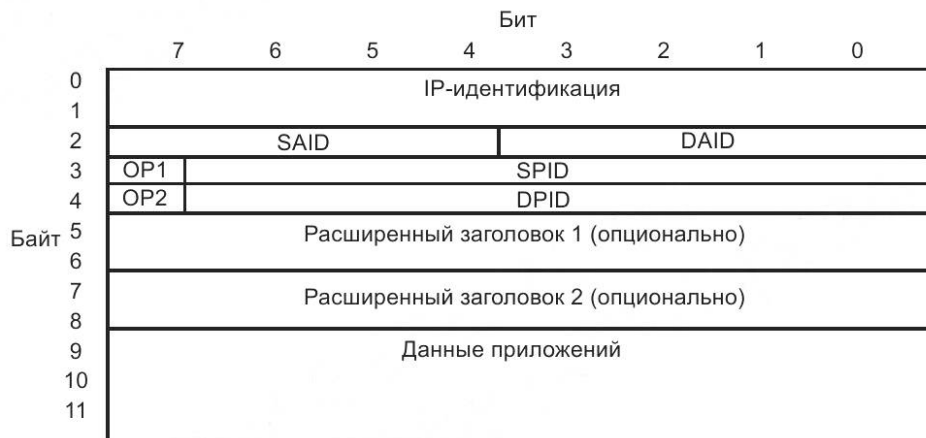 Бит
7 6 5 4 3 2 1 0
0 IP-идентификация
1
2 SAID DAID
3 OP1 SPID
4 OP2 DPID
Байт 5 Расширенный заголовок 1 (опционально)
6
7 Расширенный заголовок 2 (опционально)
8
9 Данные приложений
10
11